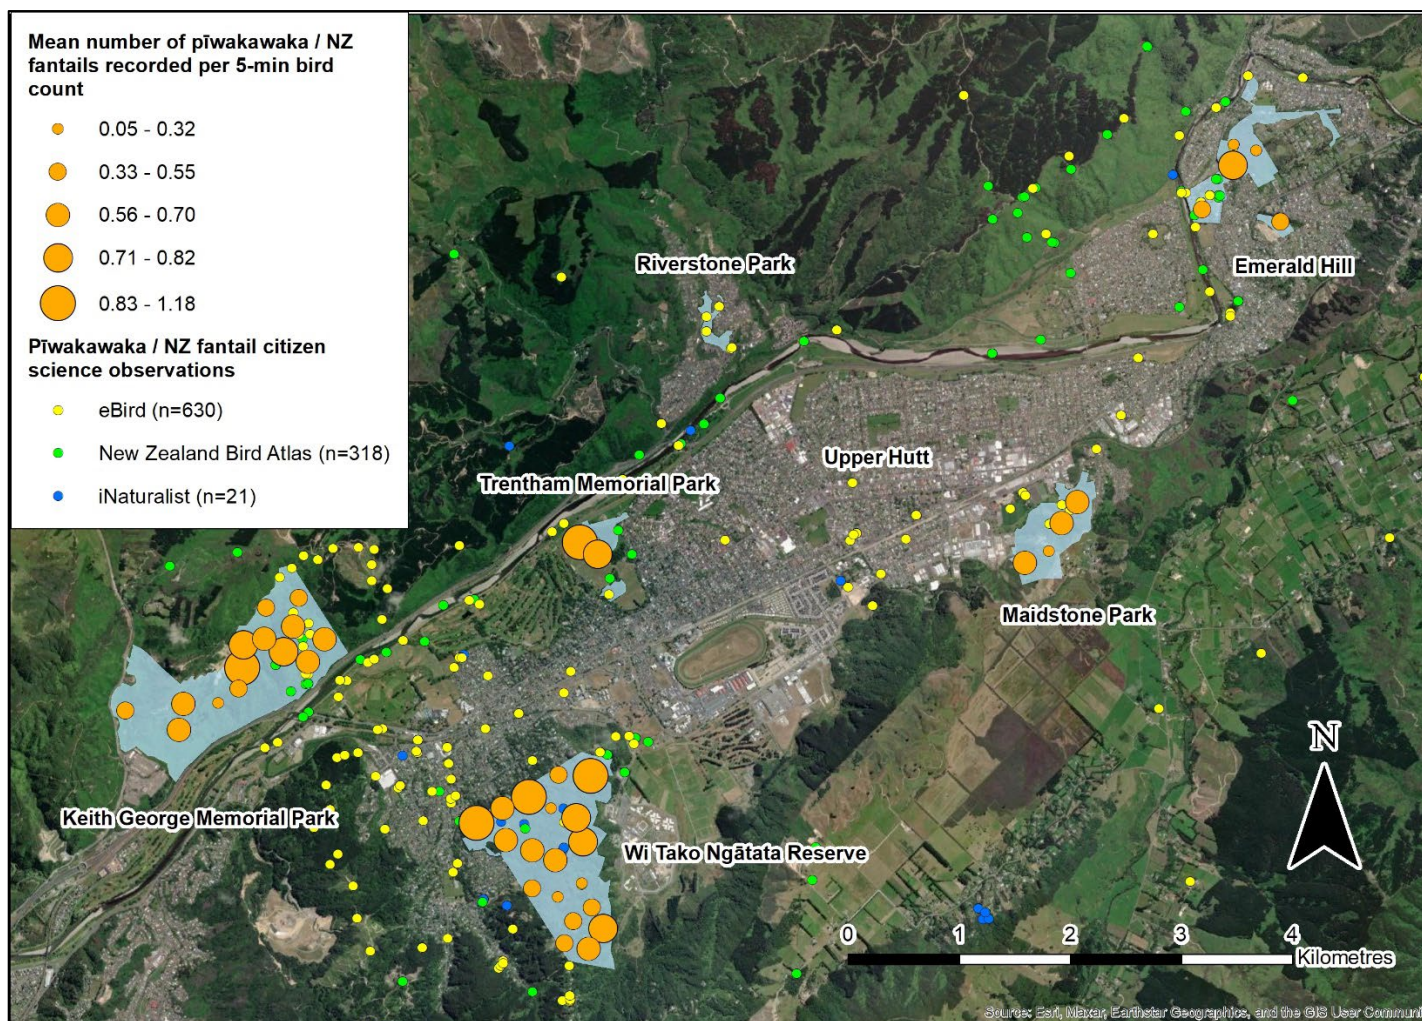 Mean number of pīwakawaka / NZ
fantails recorded per 5-min bird
count
0.05 - 0.32
0.33 - 0.55
0.56 - 0.70
0.71 - 0.82
0.83 - 1.18
Pīwakawaka / NZ fantail citizen
science observations
eBird (n=630)
New Zealand Bird Atlas (n=318)
iNaturalist (n=21)
Riverstone Park
Emerald Hill
Upper Hutt
Trentham Memorial Park
Maidstone Park
Keith George Memorial Park
Wi Tako Ngātata Reserve
N
0 1 2 3 4
Kilometres
Source: Esri, Maxar, Earthstar Geographics, and the GIS User Commun